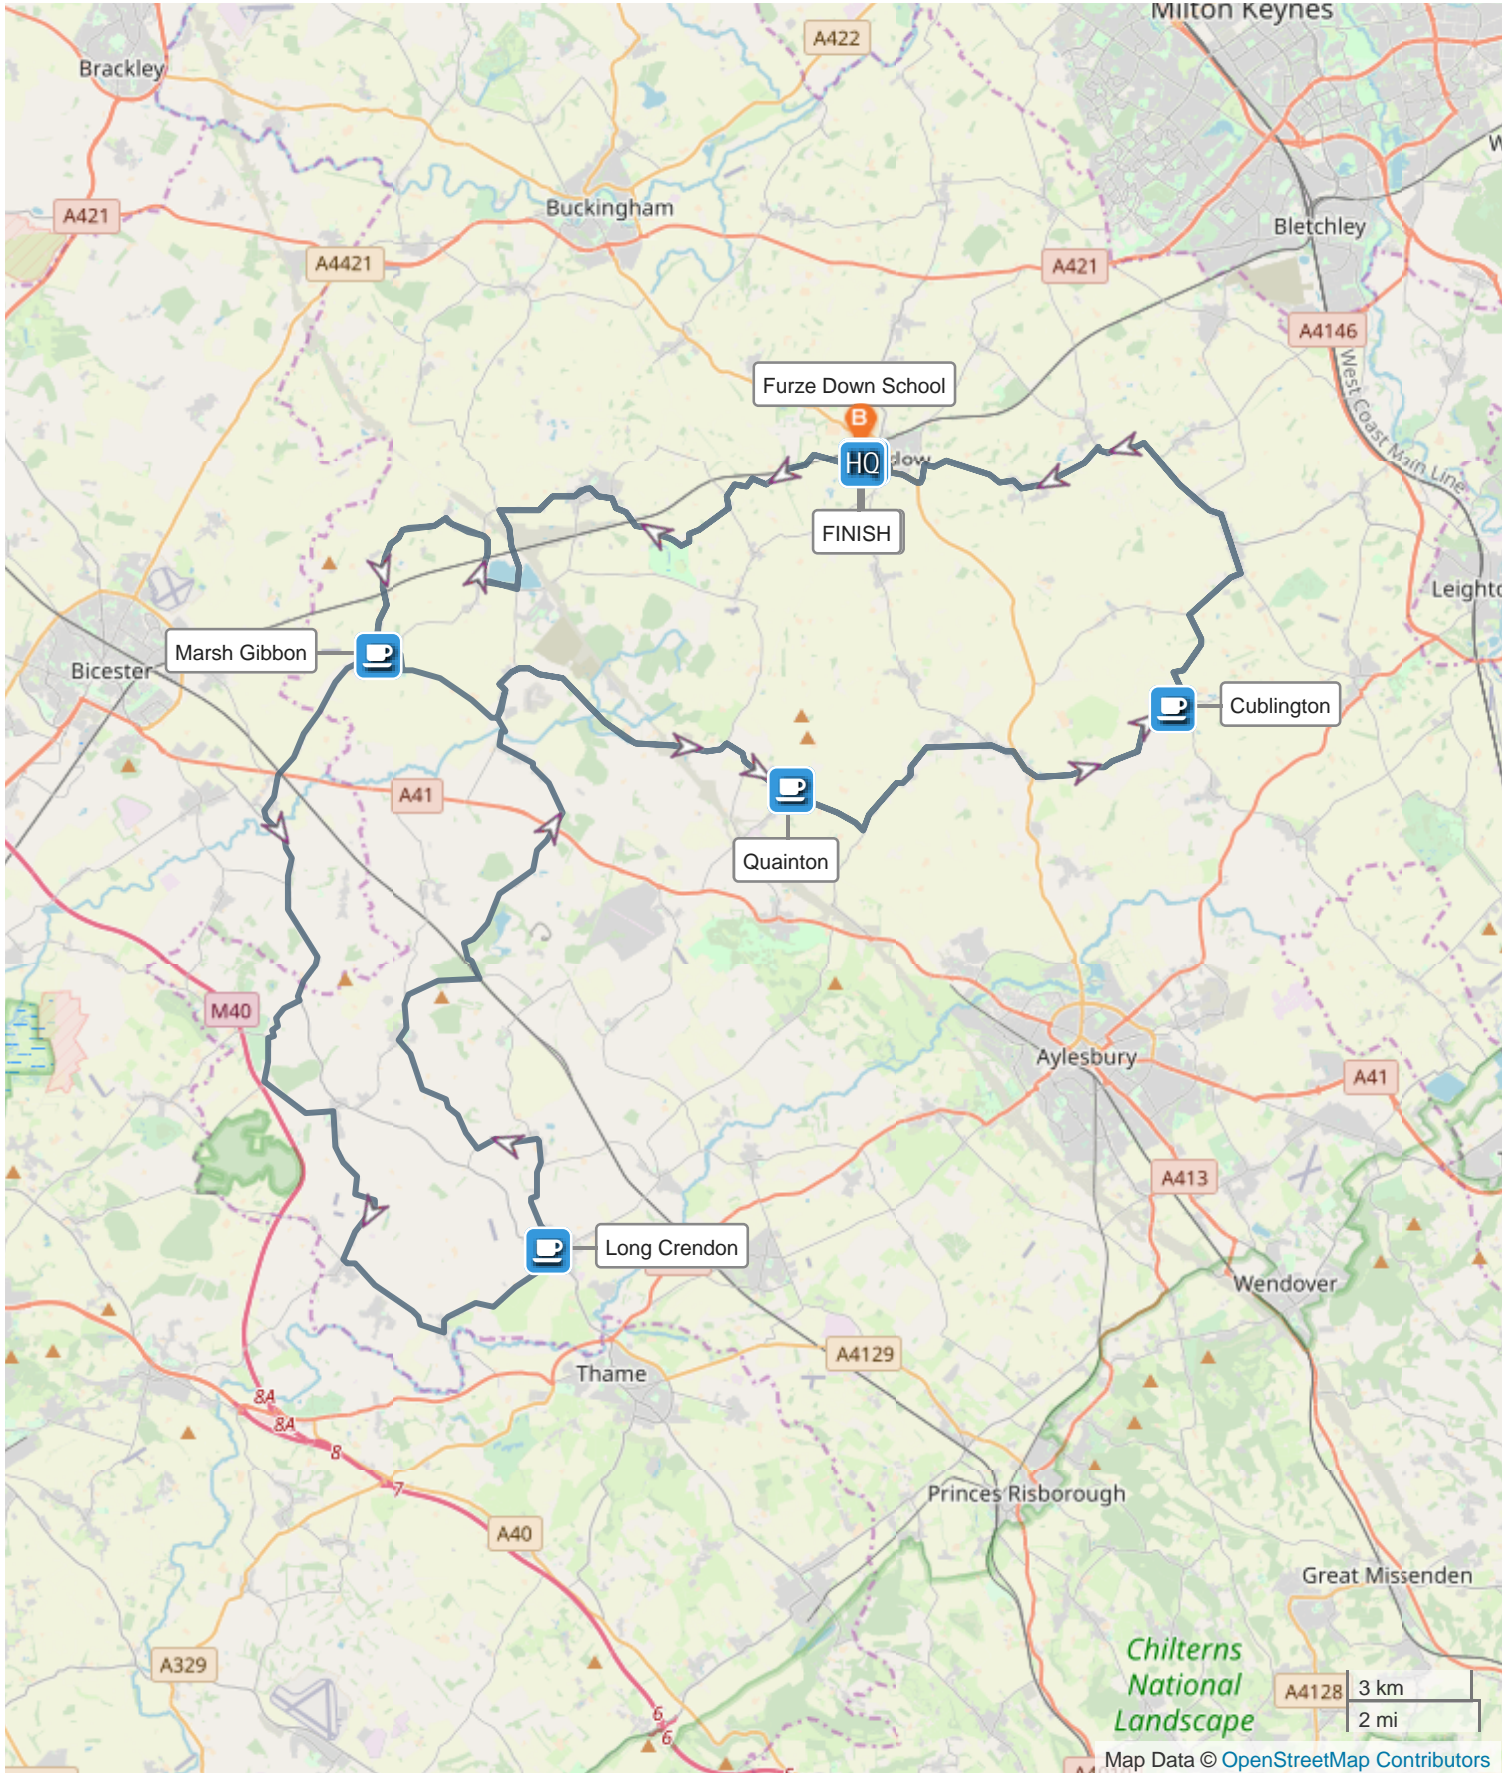 Milton Keynes
A422
Brackley
A421
Buckingham
Bletchley
A4421
A421
A4146
West Coast Main Line
Furze Down School
B
HQ
FINISH
Marsh Gibbon
Bicester
Cublington
A41
Quainton
M40
Aylesbury
A41
A413
Long Crendon
Wendover
A4129
Thame
8A
8A
8
7
Princes Risborough
A40
Great Missenden
Chilterns
National
Landscape
A329
A4128
3 km
2 mi
6
6
Map Data © OpenStreetMap Contributors